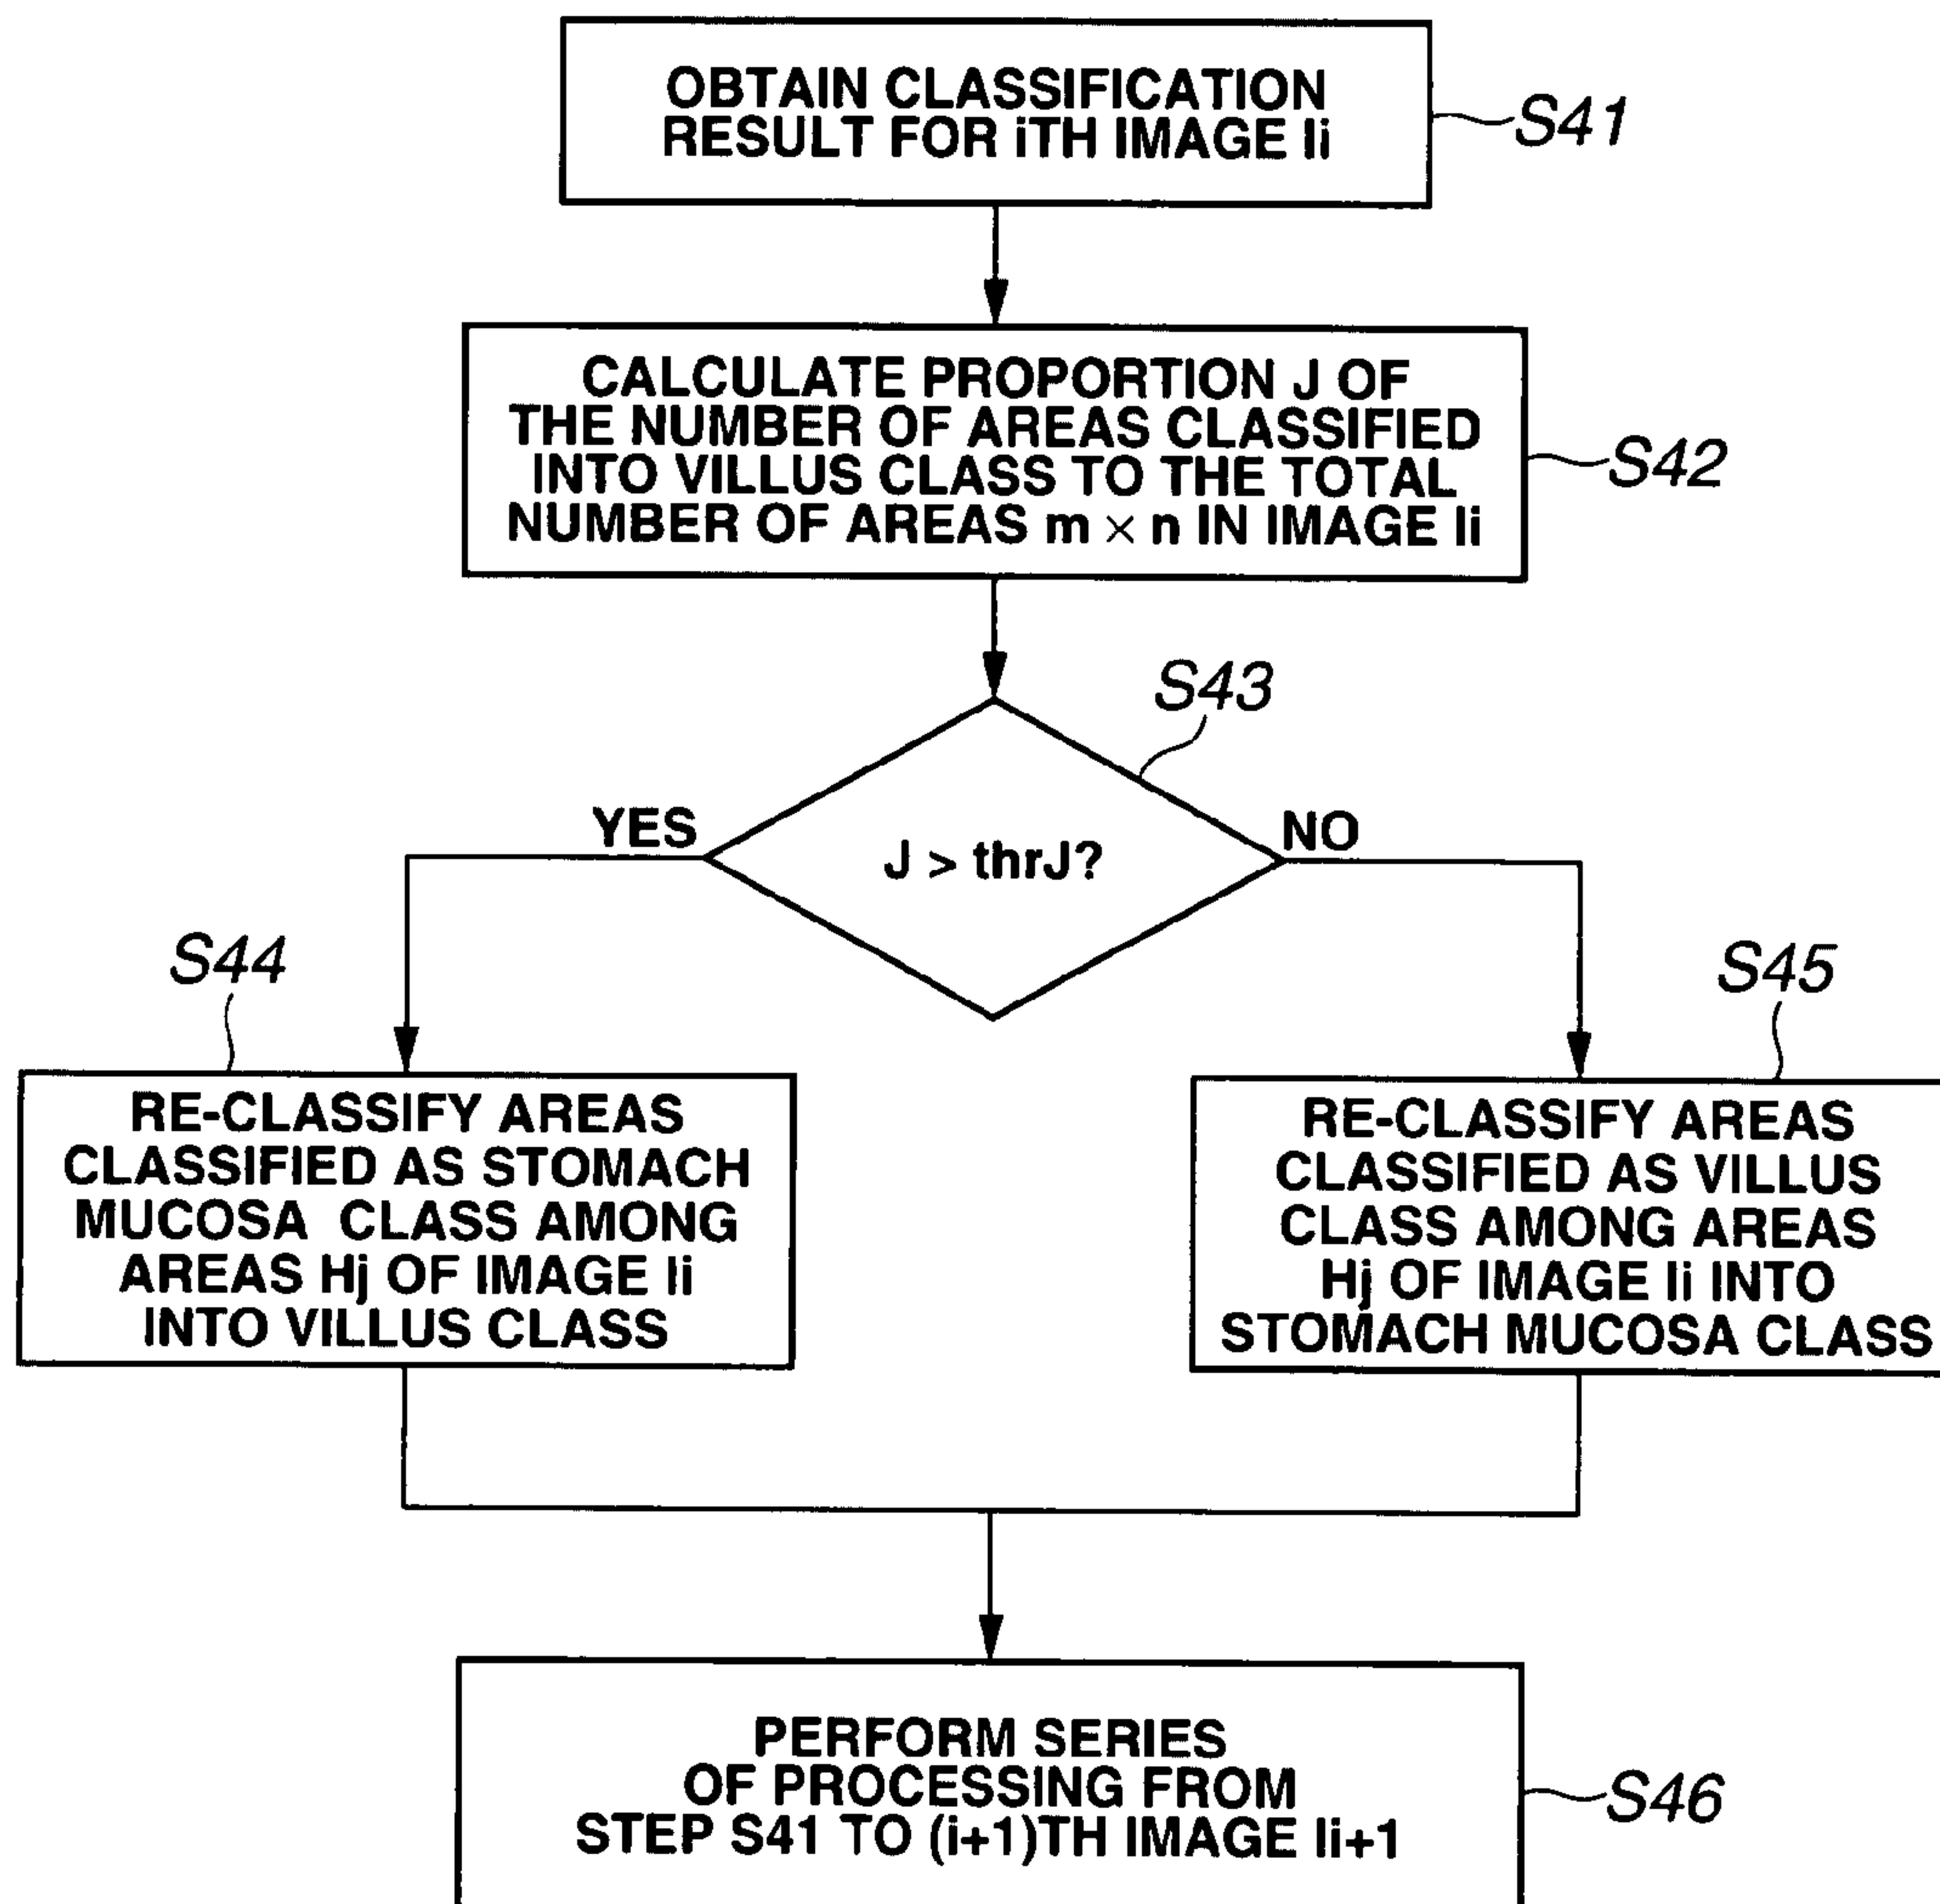 OBTAIN CLASSIFICATION
RESULT FOR iTH IMAGE Ii
S41
CALCULATE PROPORTION J OF
THE NUMBER OF AREAS CLASSIFIED
INTO VILLUS CLASS TO THE TOTAL
NUMBER OF AREAS m × n IN IMAGE Ii
S42
S43
YES
J > thrJ?
NO
S44
RE-CLASSIFY AREAS
CLASSIFIED AS STOMACH
MUCOSA CLASS AMONG
AREAS Hj OF IMAGE Ii
INTO VILLUS CLASS
S45
RE-CLASSIFY AREAS
CLASSIFIED AS VILLUS
CLASS AMONG AREAS
Hj OF IMAGE Ii INTO
STOMACH MUCOSA CLASS
PERFORM SERIES
OF PROCESSING FROM
STEP S41 TO (i+1)TH IMAGE Ii+1
S46